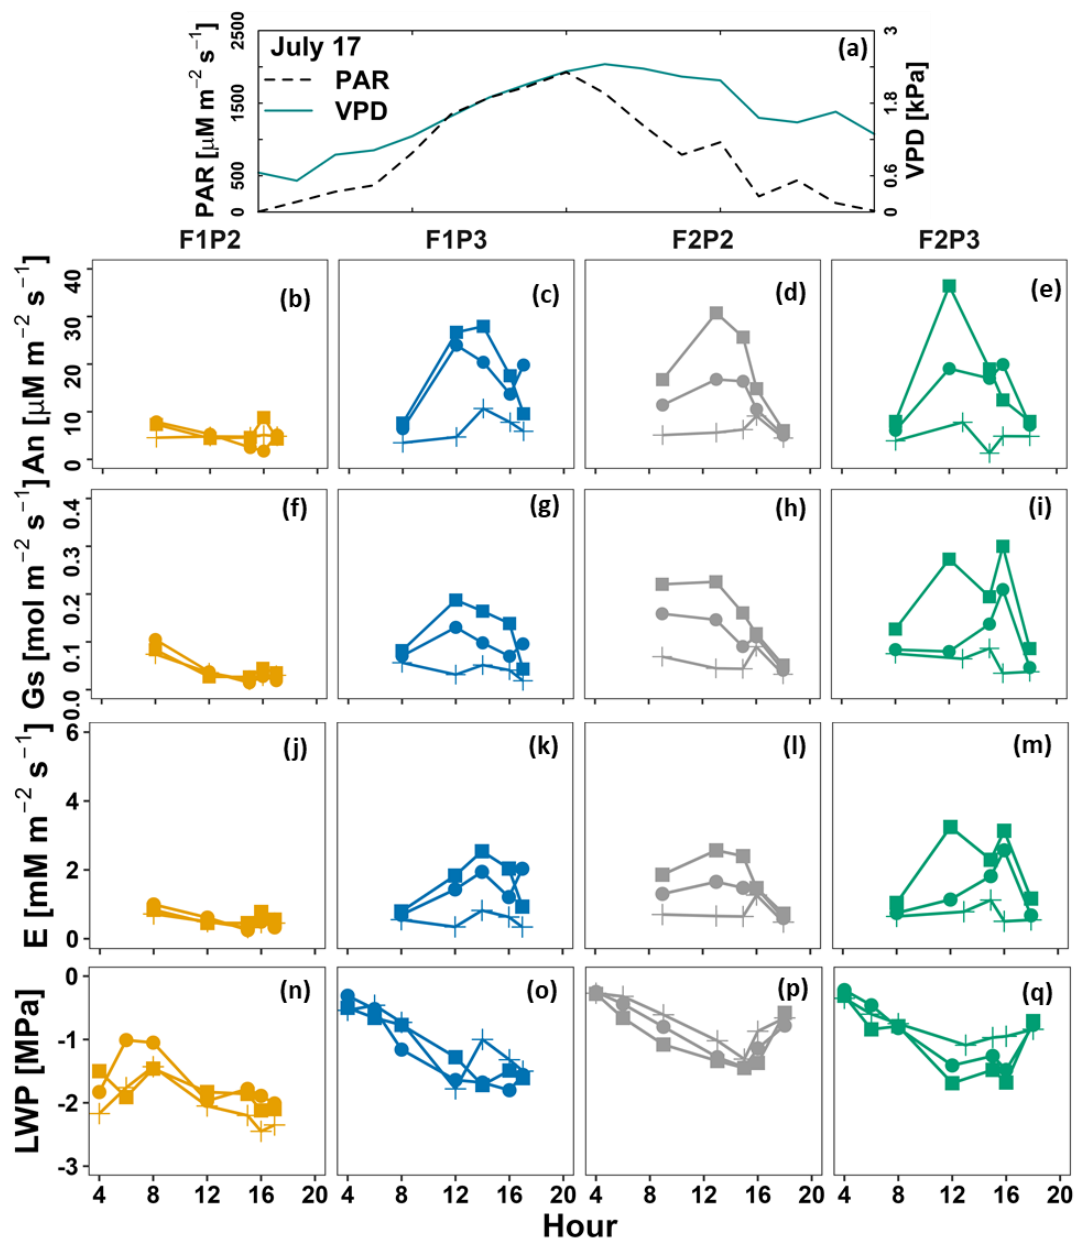 July 17
PAR
VPD
(a)
PAR [μM m⁻² s⁻¹]
0 500 1500 2500
VPD [kPa]
0 0.6 1.8 3
F1P2 F1P3 F2P2 F2P3
An [μM m⁻² s⁻¹]
40
30
20
10
0
(b) (c) (d) (e)
Gs [mol m⁻² s⁻¹]
0.4
0.3
0.2
0.1
0.0
(f) (g) (h) (i)
E [mM m⁻² s⁻¹]
6
4
2
0
(j) (k) (l) (m)
LWP [MPa]
0
-1
-2
-3
(n) (o) (p) (q)
4 8 12 16 20 4 8 12 16 20 4 8 12 16 20 4 8 12 16 20
Hour